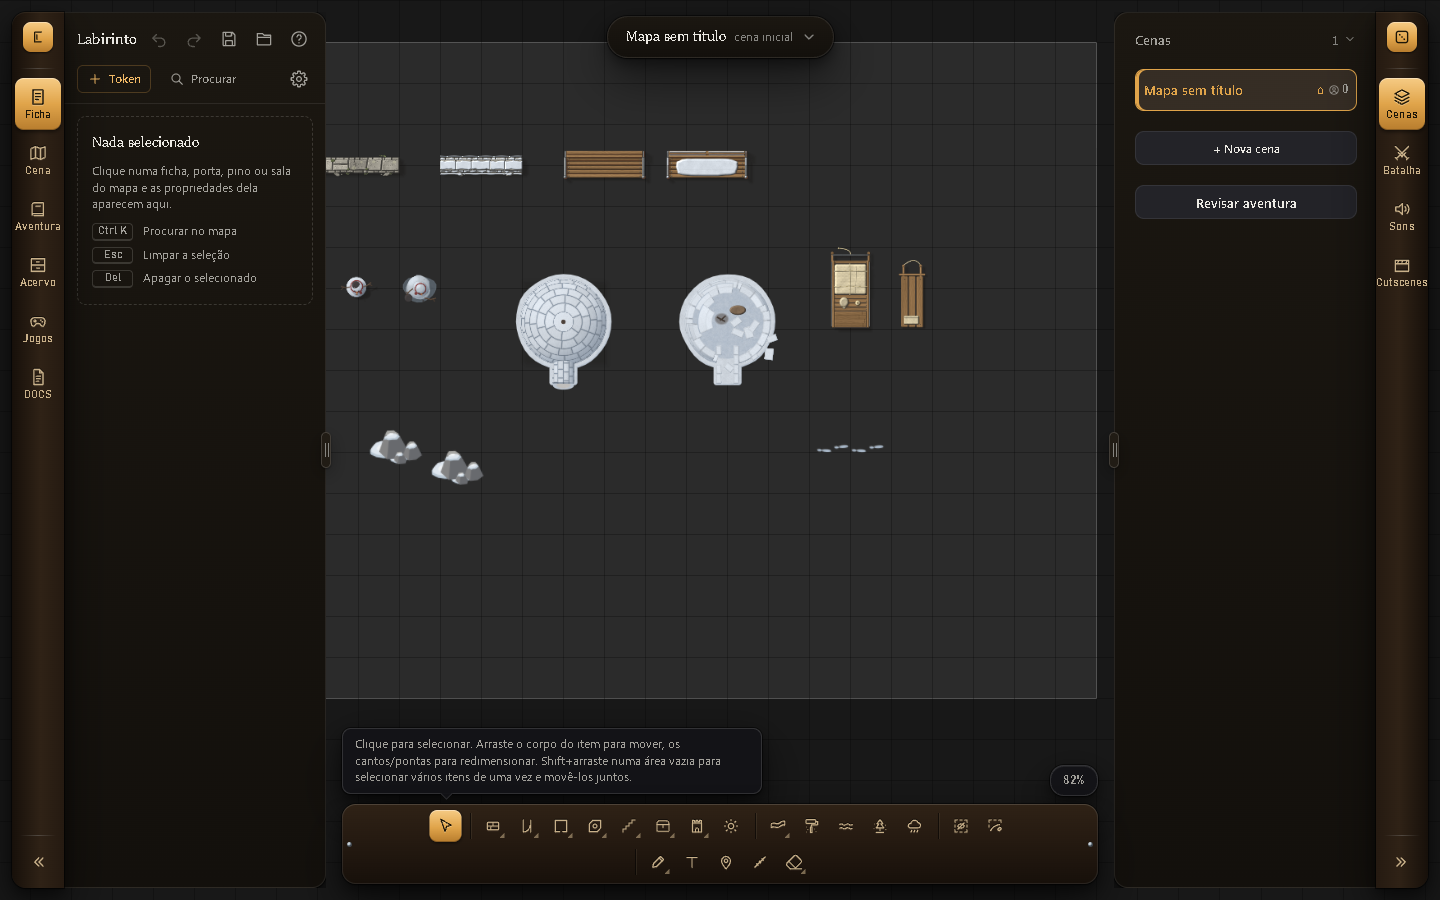 Labirinto
Token
Procurar
Ficha
Cena
Aventura
Acervo
Jogos
DOCS
Nada selecionado
Clique numa ficha, porta, pino ou sala
do mapa e as propriedades dela
aparecem aqui.
Ctrl K Procurar no mapa
Esc Limpar a seleção
Del Apagar o selecionado
Mapa sem título cena inicial
Clique para selecionar. Arraste o corpo do item para mover, os
cantos/pontas para redimensionar. Shift+arraste numa área vazia para
selecionar vários itens de uma vez e movê-los juntos.
82%
Cenas 1
Mapa sem título 0
+ Nova cena
Revisar aventura
Cenas
Batalha
Sons
Cutscenes